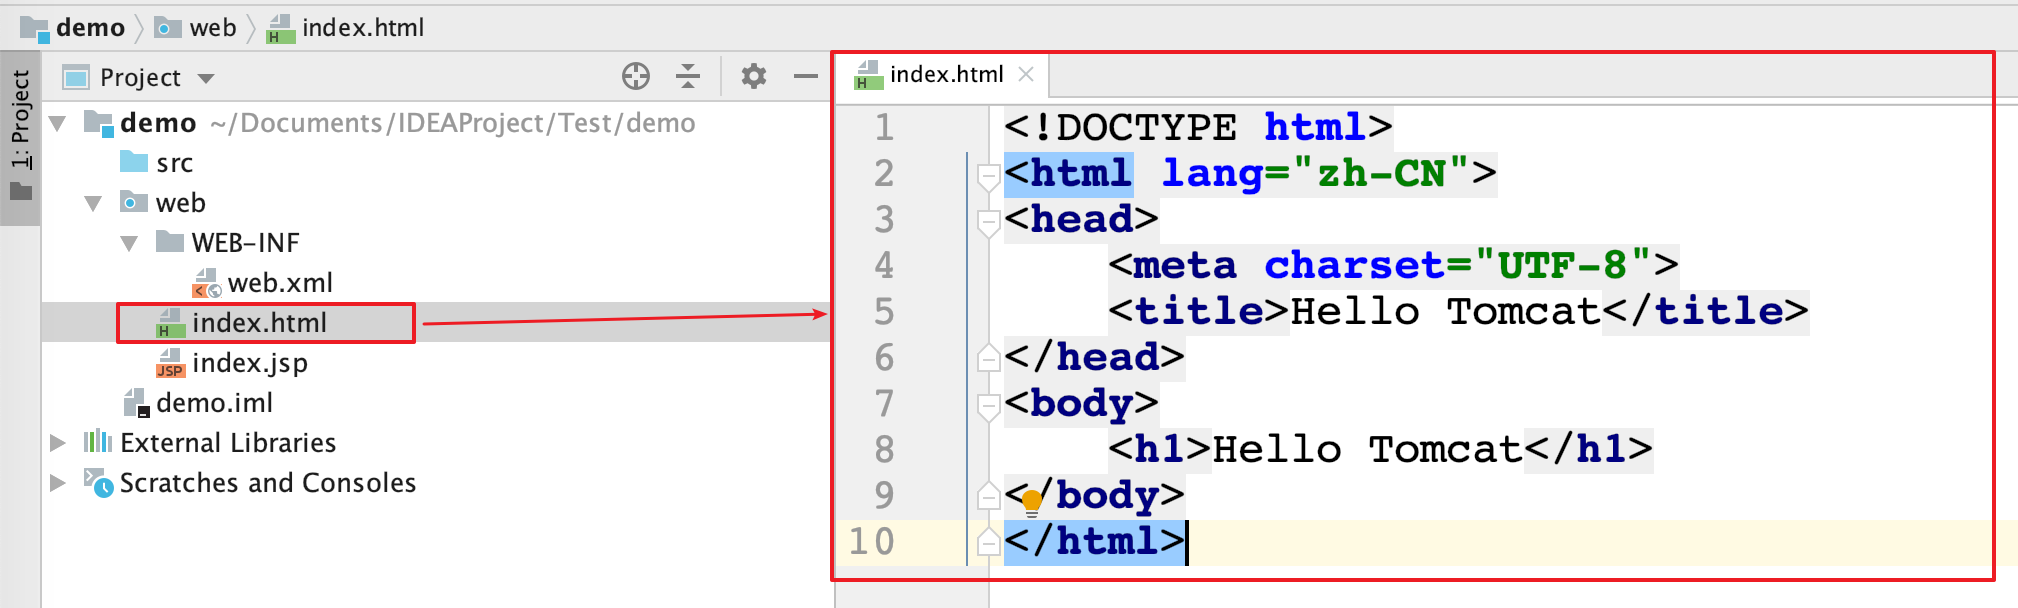 demo web index.html
1: Project
Project
demo ~/Documents/IDEAProject/Test/demo
src
web
WEB-INF
web.xml
index.html
index.jsp
demo.iml
External Libraries
Scratches and Consoles
index.html
1 <!DOCTYPE html>
2 <html lang="zh-CN">
3 <head>
4     <meta charset="UTF-8">
5     <title>Hello Tomcat</title>
6 </head>
7 <body>
8     <h1>Hello Tomcat</h1>
9 </body>
10 </html>